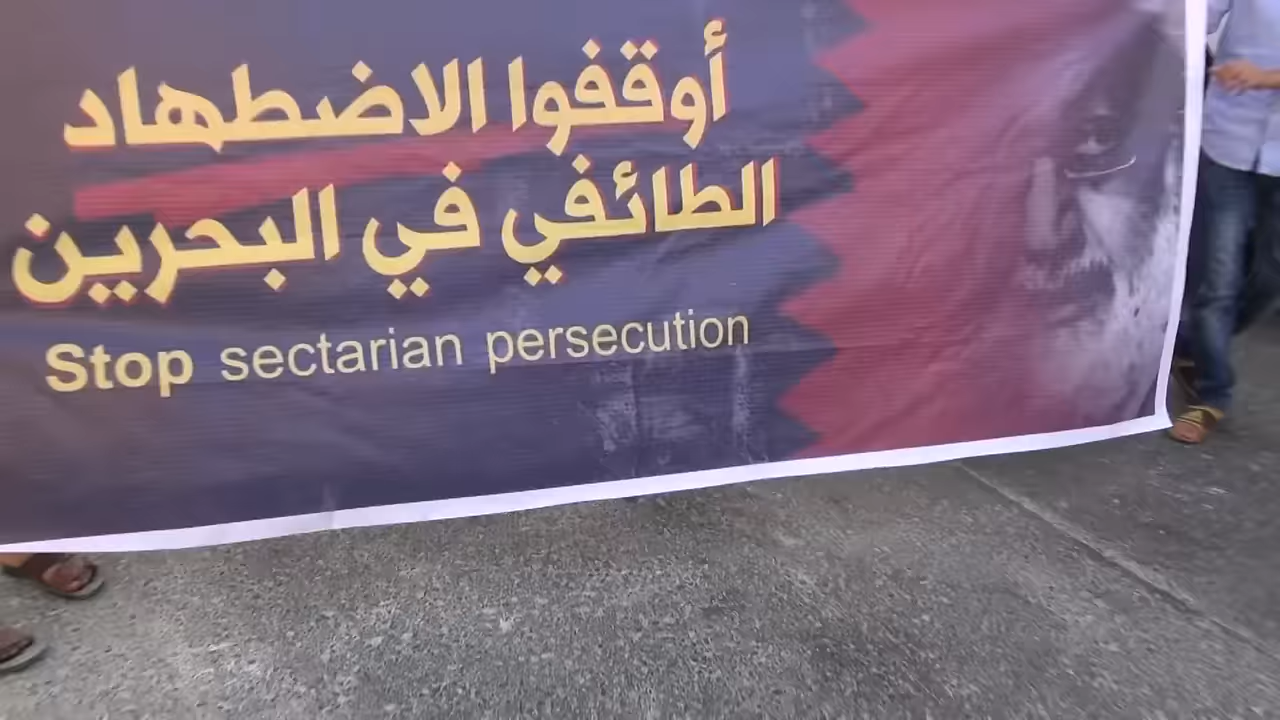 أوقفوا الاضطهاد
الطائفي في البحرين
Stop sectarian persecution